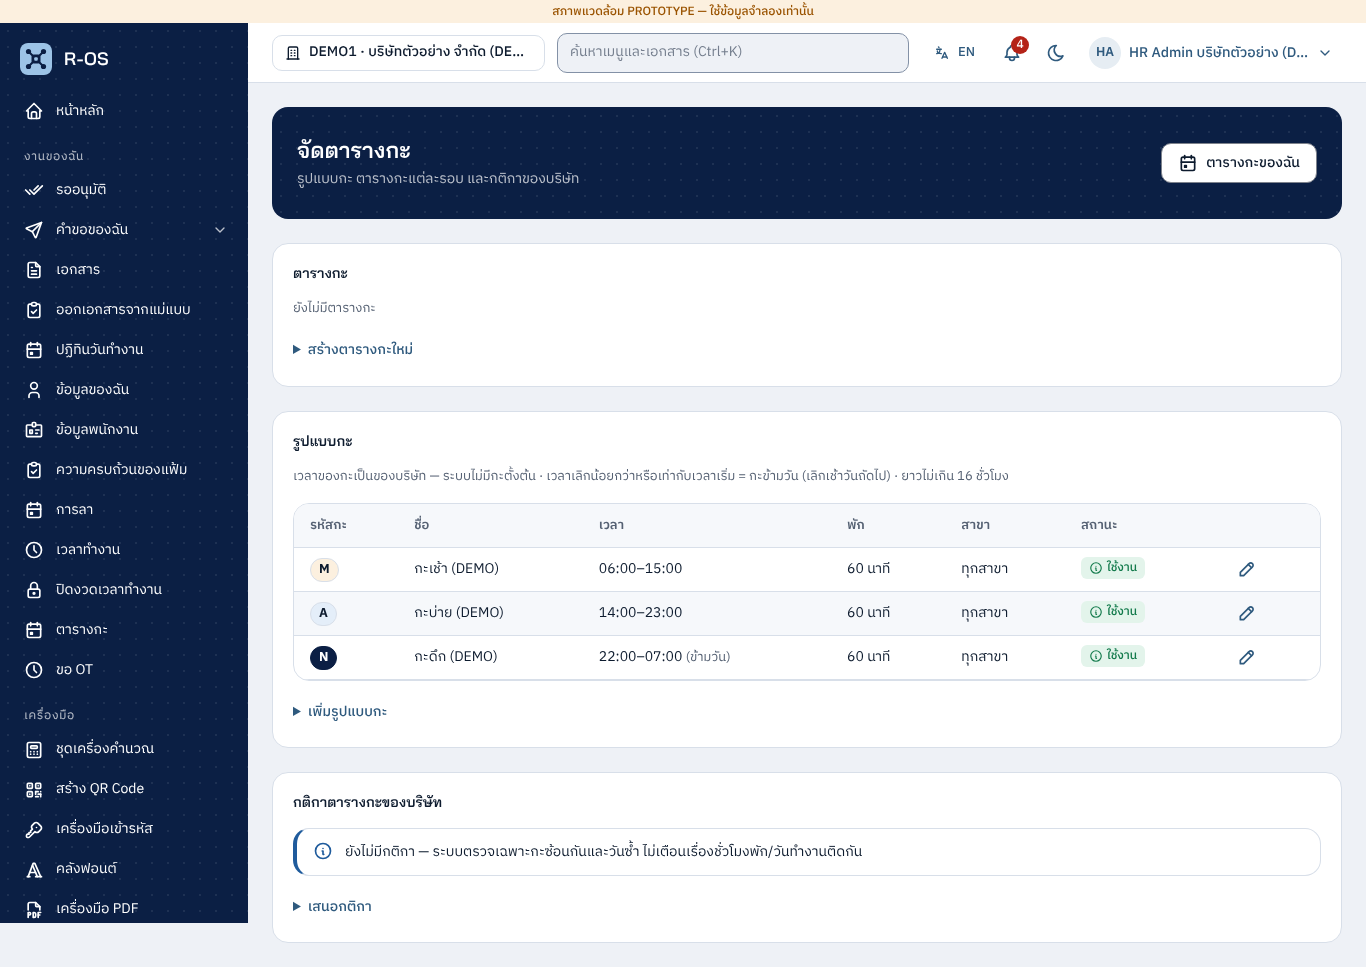 สภาพแวดล้อม PROTOTYPE — ใช้ข้อมูลจำลองเท่านั้น
R-OS
หน้าหลัก
งานของฉัน
รออนุมัติ
คำขอของฉัน
เอกสาร
ออกเอกสารจากแม่แบบ
ปฏิทินวันทำงาน
ข้อมูลของฉัน
ข้อมูลพนักงาน
ความครบถ้วนของแฟ้ม
การลา
เวลาทำงาน
ปิดงวดเวลาทำงาน
ตารางกะ
ขอ OT
เครื่องมือ
ชุดเครื่องคำนวณ
สร้าง QR Code
เครื่องมือเข้ารหัส
คลังฟอนต์
เครื่องมือ PDF
DEMO1 · บริษัทตัวอย่าง จำกัด (DE...
ค้นหาเมนูและเอกสาร (Ctrl+K)
EN
4
HA
HR Admin บริษัทตัวอย่าง (D...
จัดตารางกะ
รูปแบบกะ ตารางกะแต่ละรอบ และกติกาของบริษัท
ตารางกะของฉัน
ตารางกะ
ยังไม่มีตารางกะ
สร้างตารางกะใหม่
รูปแบบกะ
เวลาของกะเป็นของบริษัท — ระบบไม่มีกะตั้งต้น · เวลาเลิกน้อยกว่าหรือเท่ากับเวลาเริ่ม = กะข้ามวัน (เลิกเช้าวันถัดไป) · ยาวไม่เกิน 16 ชั่วโมง
รหัสกะ ชื่อ เวลา พัก สาขา สถานะ
M กะเช้า (DEMO) 06:00–15:00 60 นาที ทุกสาขา ใช้งาน
A กะบ่าย (DEMO) 14:00–23:00 60 นาที ทุกสาขา ใช้งาน
N กะดึก (DEMO) 22:00–07:00 (ข้ามวัน) 60 นาที ทุกสาขา ใช้งาน
เพิ่มรูปแบบกะ
กติกาตารางกะของบริษัท
ยังไม่มีกติกา — ระบบตรวจเฉพาะกะซ้อนกันและวันซ้ำ ไม่เตือนเรื่องชั่วโมงพัก/วันทำงานติดกัน
เสนอกติกา